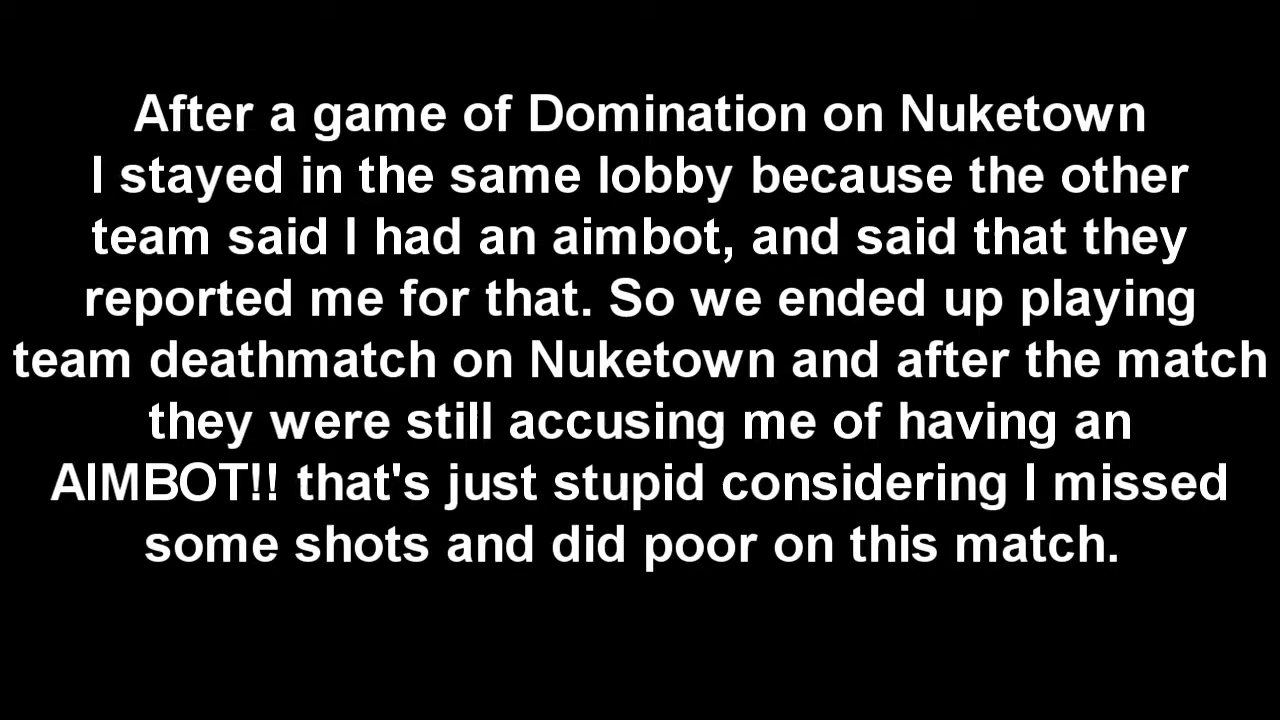 After a game of Domination on Nuketown
I stayed in the same lobby because the other
team said I had an aimbot, and said that they
reported me for that. So we ended up playing
team deathmatch on Nuketown and after the match
they were still accusing me of having an
AIMBOT!! that's just stupid considering I missed
some shots and did poor on this match.